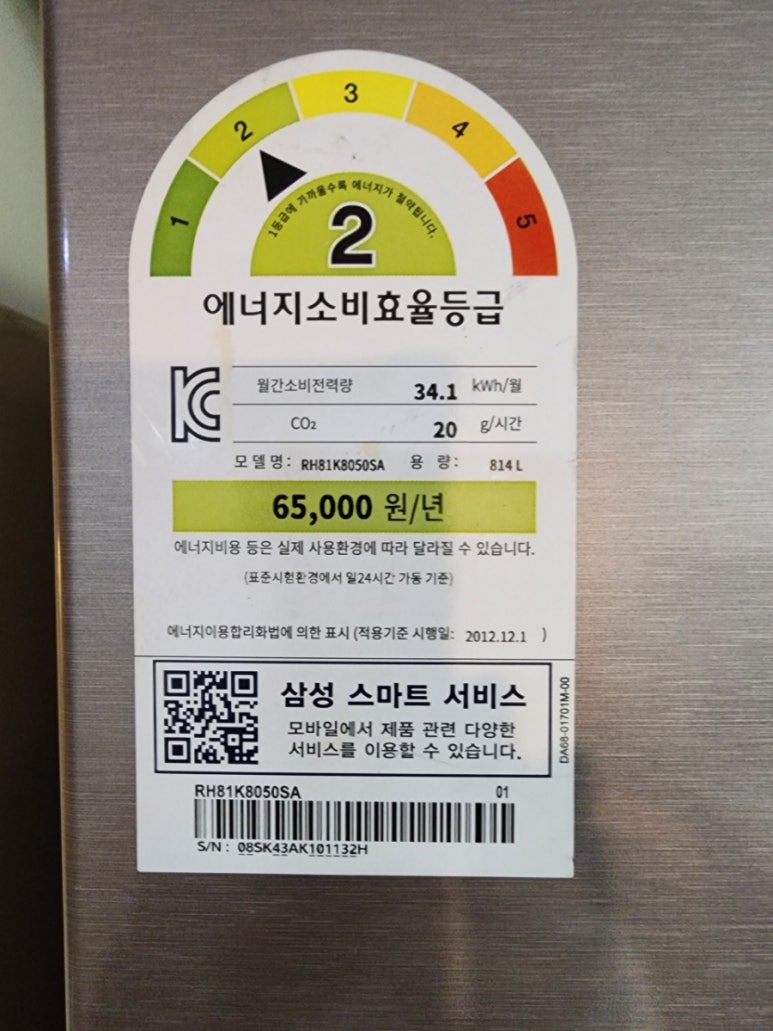 1 2 3 4 5
1등급에 가까울수록 에너지가 절약됩니다.
2
에너지소비효율등급
월간소비전력량 34.1 kWh/월
CO₂ 20 g/시간
모델명: RH81K8050SA 용 량: 814 L
65,000 원/년
에너지비용 등은 실제 사용환경에 따라 달라질 수 있습니다.
(표준시험환경에서 일24시간 가동 기준)
에너지이용합리화법에 의한 표시 (적용기준 시행일: 2012.12.1 )
삼성 스마트 서비스
모바일에서 제품 관련 다양한
서비스를 이용할 수 있습니다.
DA68-01701M-00
RH81K8050SA 01
S/N : 08SK43AK101132H